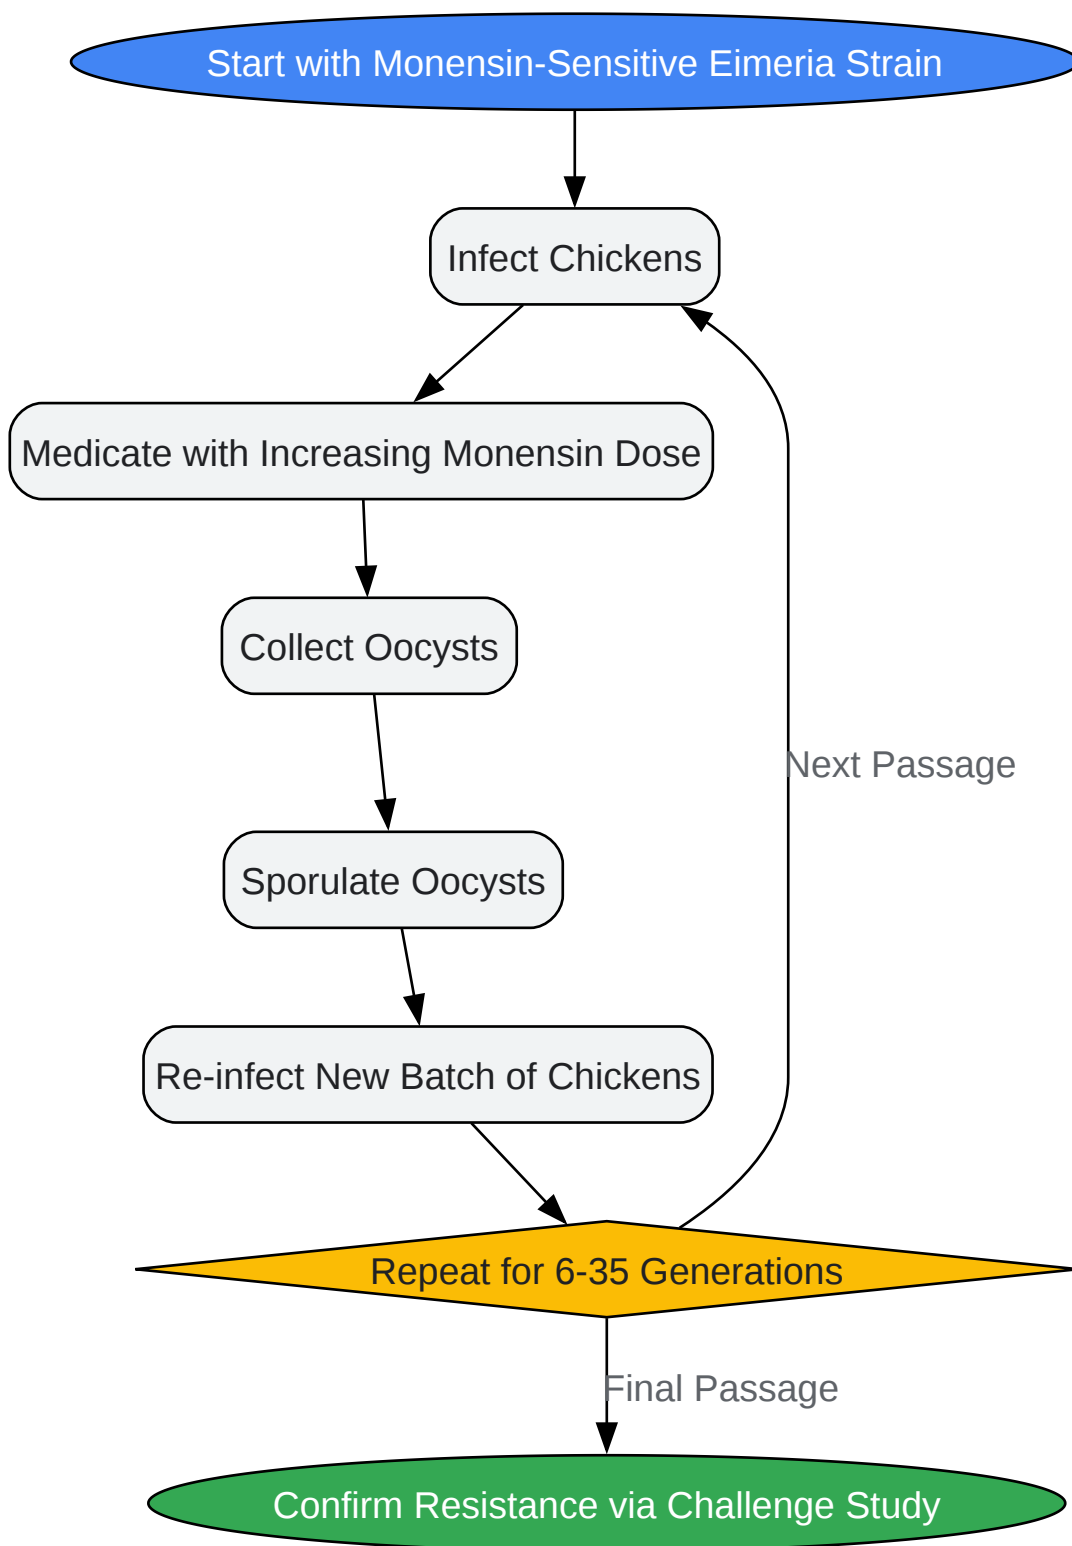 Start with Monensin-Sensitive Eimeria Strain
Infect Chickens
Medicate with Increasing Monensin Dose
Collect Oocysts
Next Passage
Sporulate Oocysts
Re-infect New Batch of Chickens
Repeat for 6-35 Generations
Final Passage
Confirm Resistance via Challenge Study